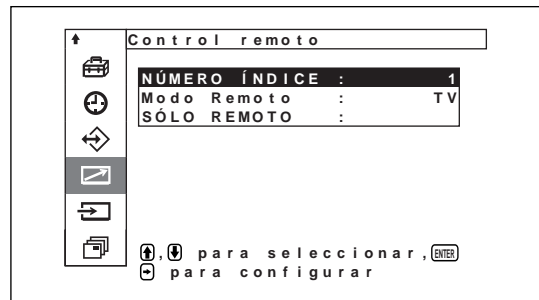 Control remoto
NÚMERO ÍNDICE : 1
Modo Remoto : TV
SÓLO REMOTO :
, para seleccionar, ENTER
para configurar